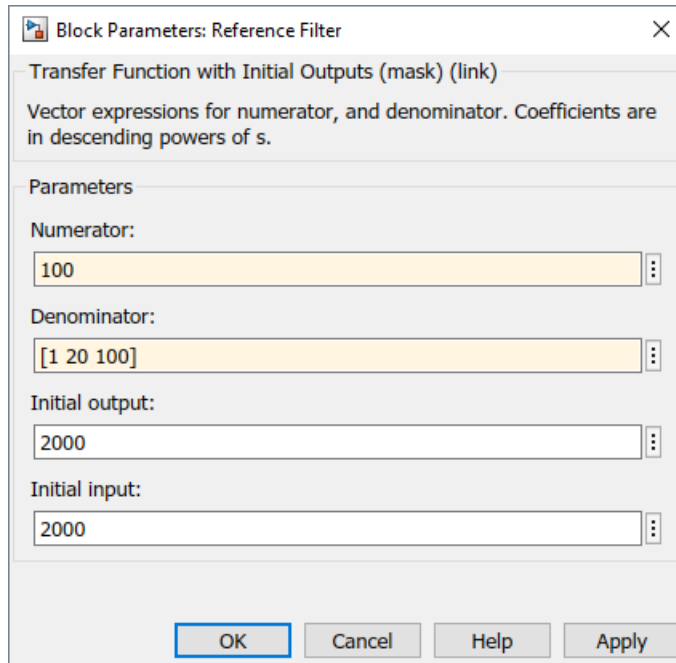 Block Parameters: Reference Filter
Transfer Function with Initial Outputs (mask) (link)
Vector expressions for numerator, and denominator. Coefficients are
in descending powers of s.
Parameters
Numerator:
100
Denominator:
[1 20 100]
Initial output:
2000
Initial input:
2000
OK Cancel Help Apply